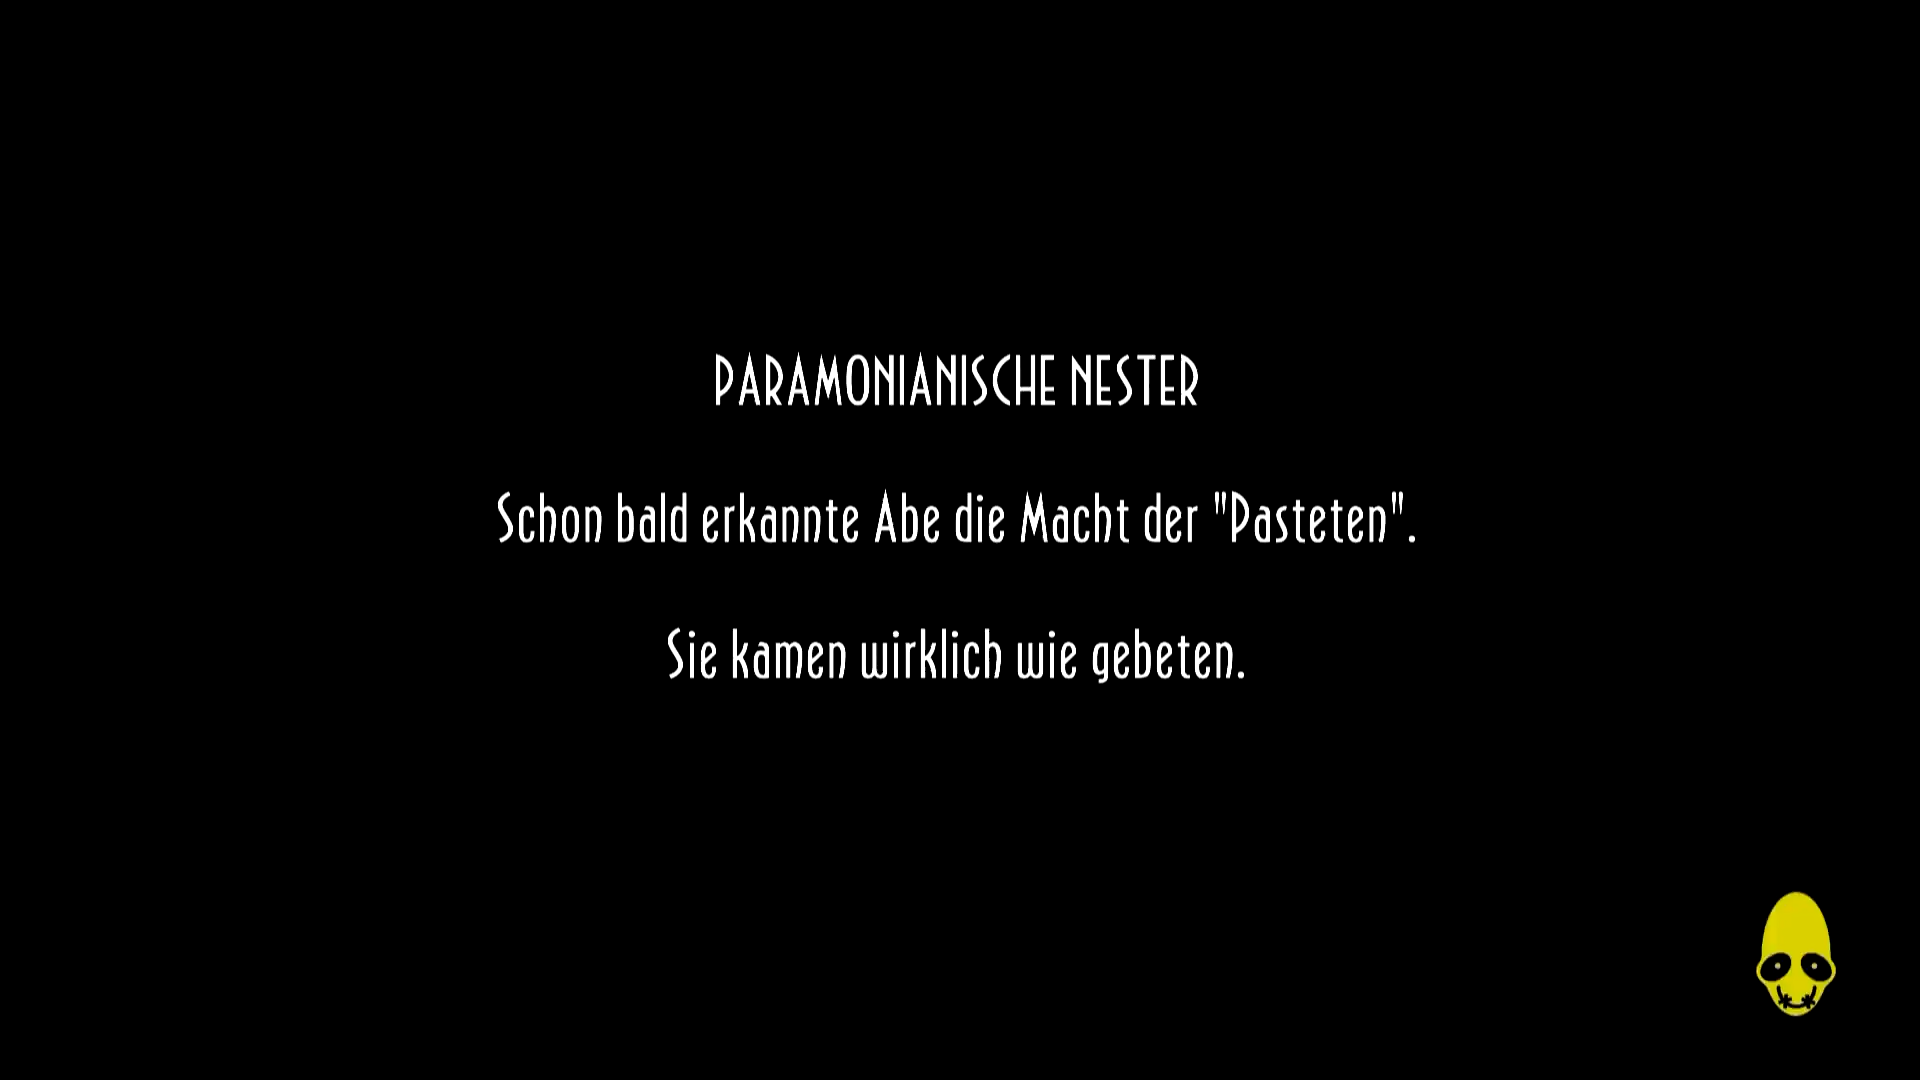 PARAMONIANISCHE NESTER
Schon bald erkannte Abe die Macht der "Pasteten".
Sie kamen wirklich wie gebeten.